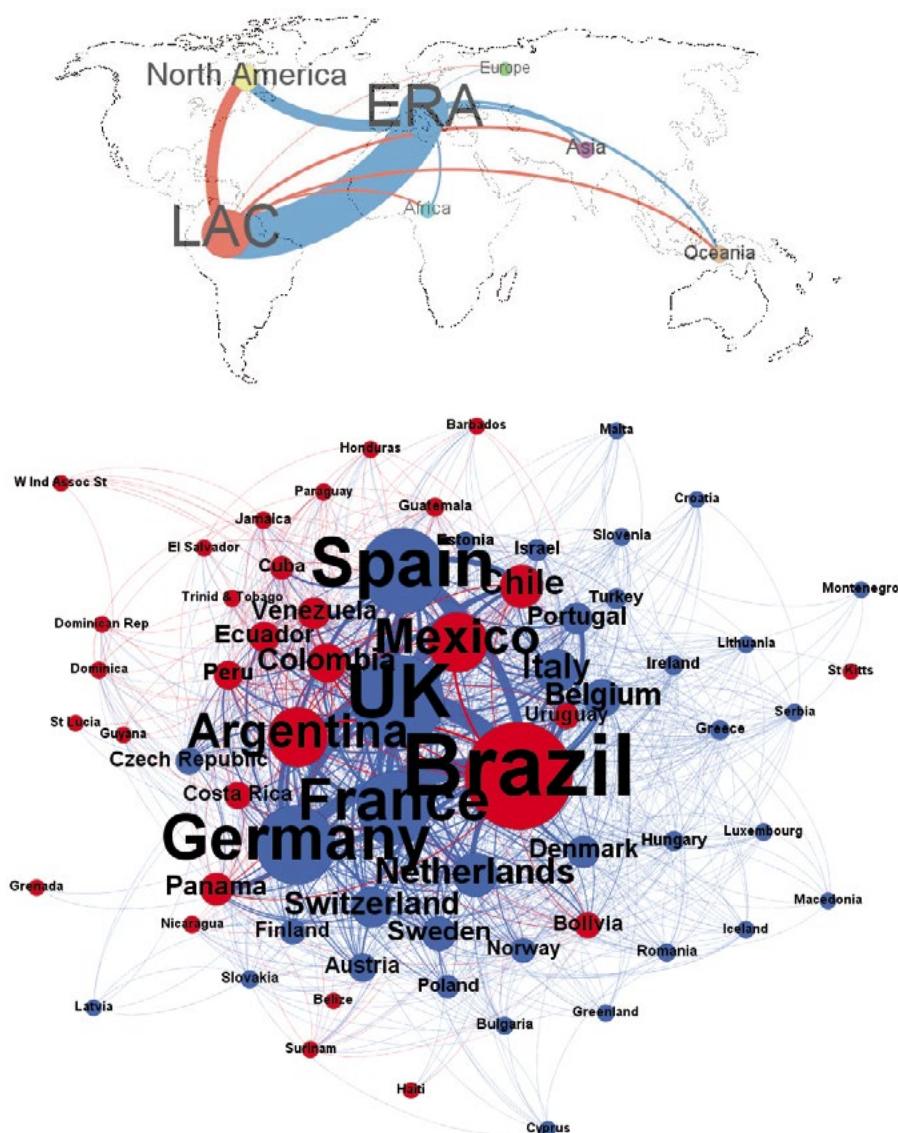 North America
Europe
ERA
Asia
Africa
LAC
Oceania
Barbados
Malta
Honduras
W Ind Assoc St
Paraguay
Croatia
Guatemala
Jamaica
Estonia
Slovenia
El Salvador
Spain
Israel
Cuba
Chile
Montenegro
Trinid & Tobago
Turkey
Venezuela
Portugal
Dominican Rep
Ecuador
Mexico
Lithuania
Colombia
Italy
Ireland
Dominica
Peru
St Kitts
UK
Belgium
Uruguay
Serbia
St Lucia
Guyana
Argentina
Greece
Czech Republic
Brazil
Costa Rica
France
Luxembourg
Germany
Denmark
Hungary
Netherlands
Grenada
Panama
Macedonia
Switzerland
Nicaragua
Finland
Sweden
Bolivia
Iceland
Norway
Romania
Austria
Slovakia
Poland
Latvia
Belize
Greenland
Bulgaria
Surinam
Haiti
Cyprus